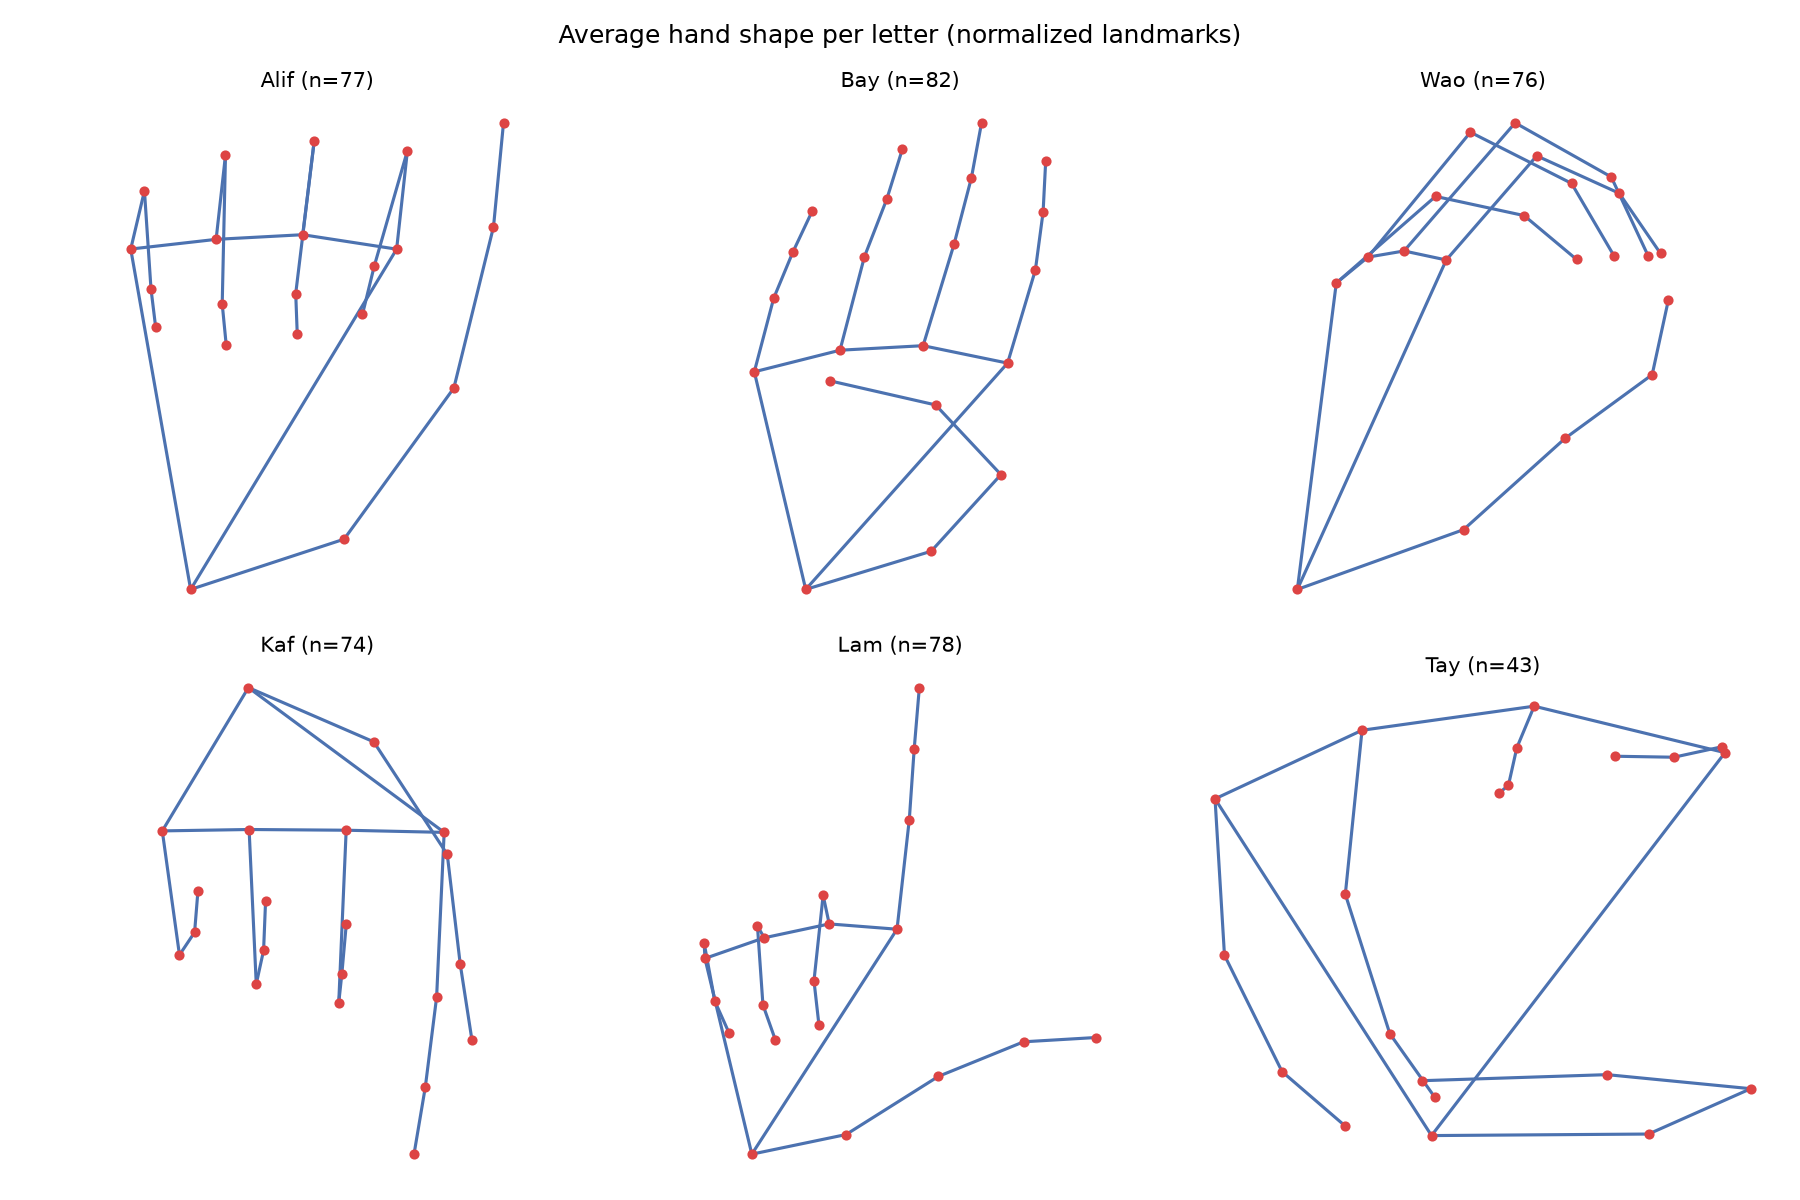 Average hand shape per letter (normalized landmarks)
Alif (n=77)
Bay (n=82)
Wao (n=76)
Kaf (n=74)
Lam (n=78)
Tay (n=43)